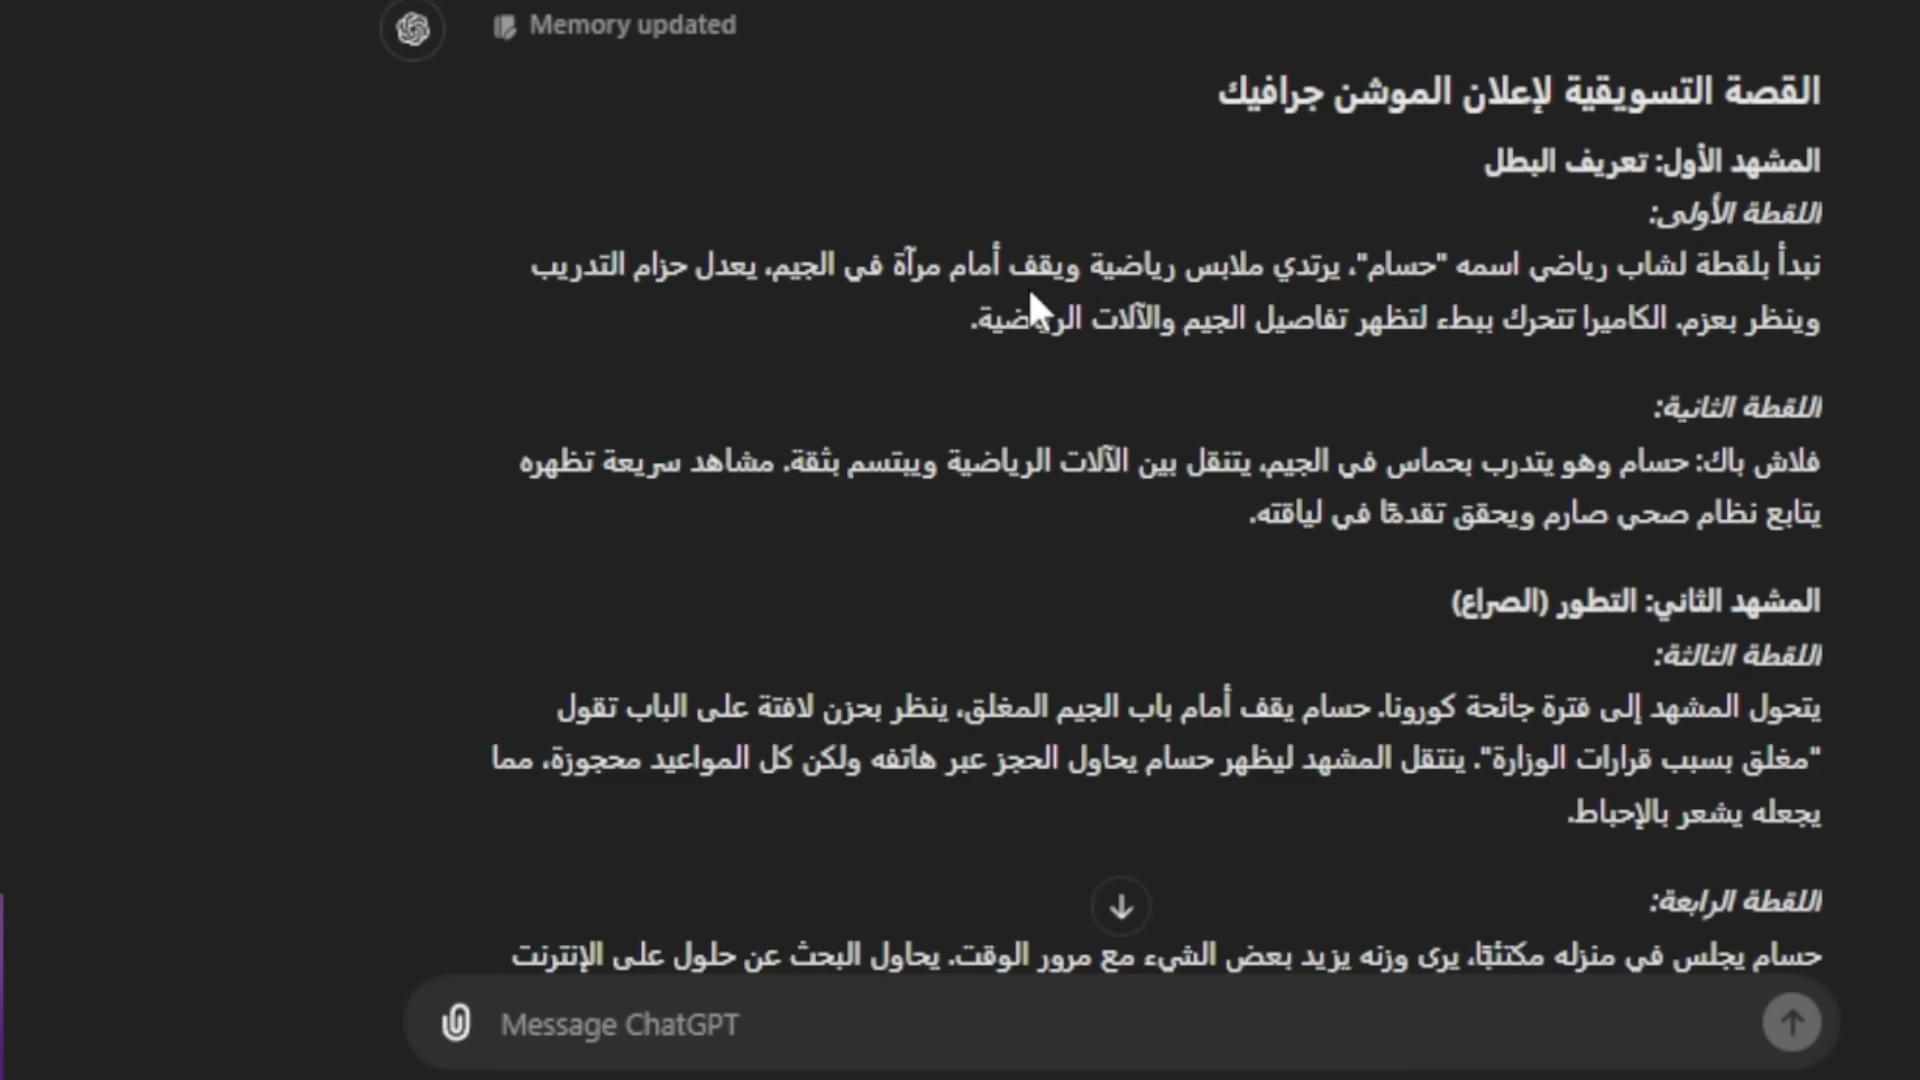 Memory updated
القصة التسويقية لإعلان الموشن جرافيك
المشهد الأول: تعريف البطل
اللقطة الأولى:
نبدأ بلقطة لشاب رياضي اسمه "حسام"، يرتدي ملابس رياضية ويقف أمام مرآة في الجيم، يعدل حزام التدريب
وينظر بعزم. الكاميرا تتحرك ببطء لتظهر تفاصيل الجيم والآلات الرياضية.
اللقطة الثانية:
فلاش باك: حسام وهو يتدرب بحماس في الجيم، يتنقل بين الآلات الرياضية ويبتسم بثقة. مشاهد سريعة تظهره
يتابع نظام صحي صارم ويحقق تقدمًا في لياقته.
المشهد الثاني: التطور (الصراع)
اللقطة الثالثة:
يتحول المشهد إلى فترة جائحة كورونا. حسام يقف أمام باب الجيم المغلق، ينظر بحزن لافتة على الباب تقول
"مغلق بسبب قرارات الوزارة". ينتقل المشهد ليظهر حسام يحاول الحجز عبر هاتفه ولكن كل المواعيد محجوزة، مما
يجعله يشعر بالإحباط.
اللقطة الرابعة:
حسام يجلس في منزله مكتئبًا، يرى وزنه يزيد بعض الشيء مع مرور الوقت. يحاول البحث عن حلول على الإنترنت
Message ChatGPT